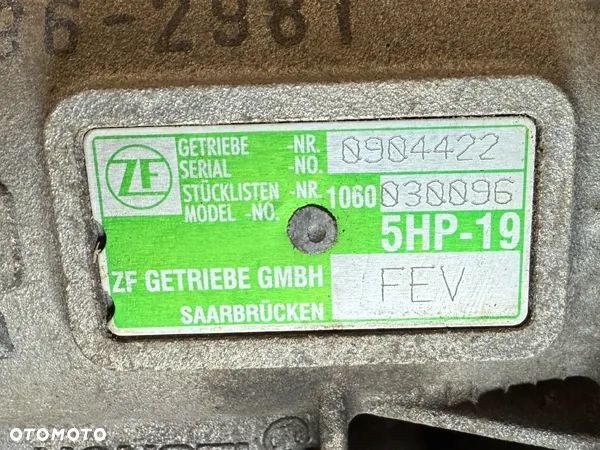 96-2981
ZF
GETRIEBE -NR. 0904422
SERIAL -NO.
STÜCKLISTEN -NR. 1060 030096
MODEL -NO.
5HP-19
ZF GETRIEBE GMBH FEV
SAARBRÜCKEN
OTOMOTO